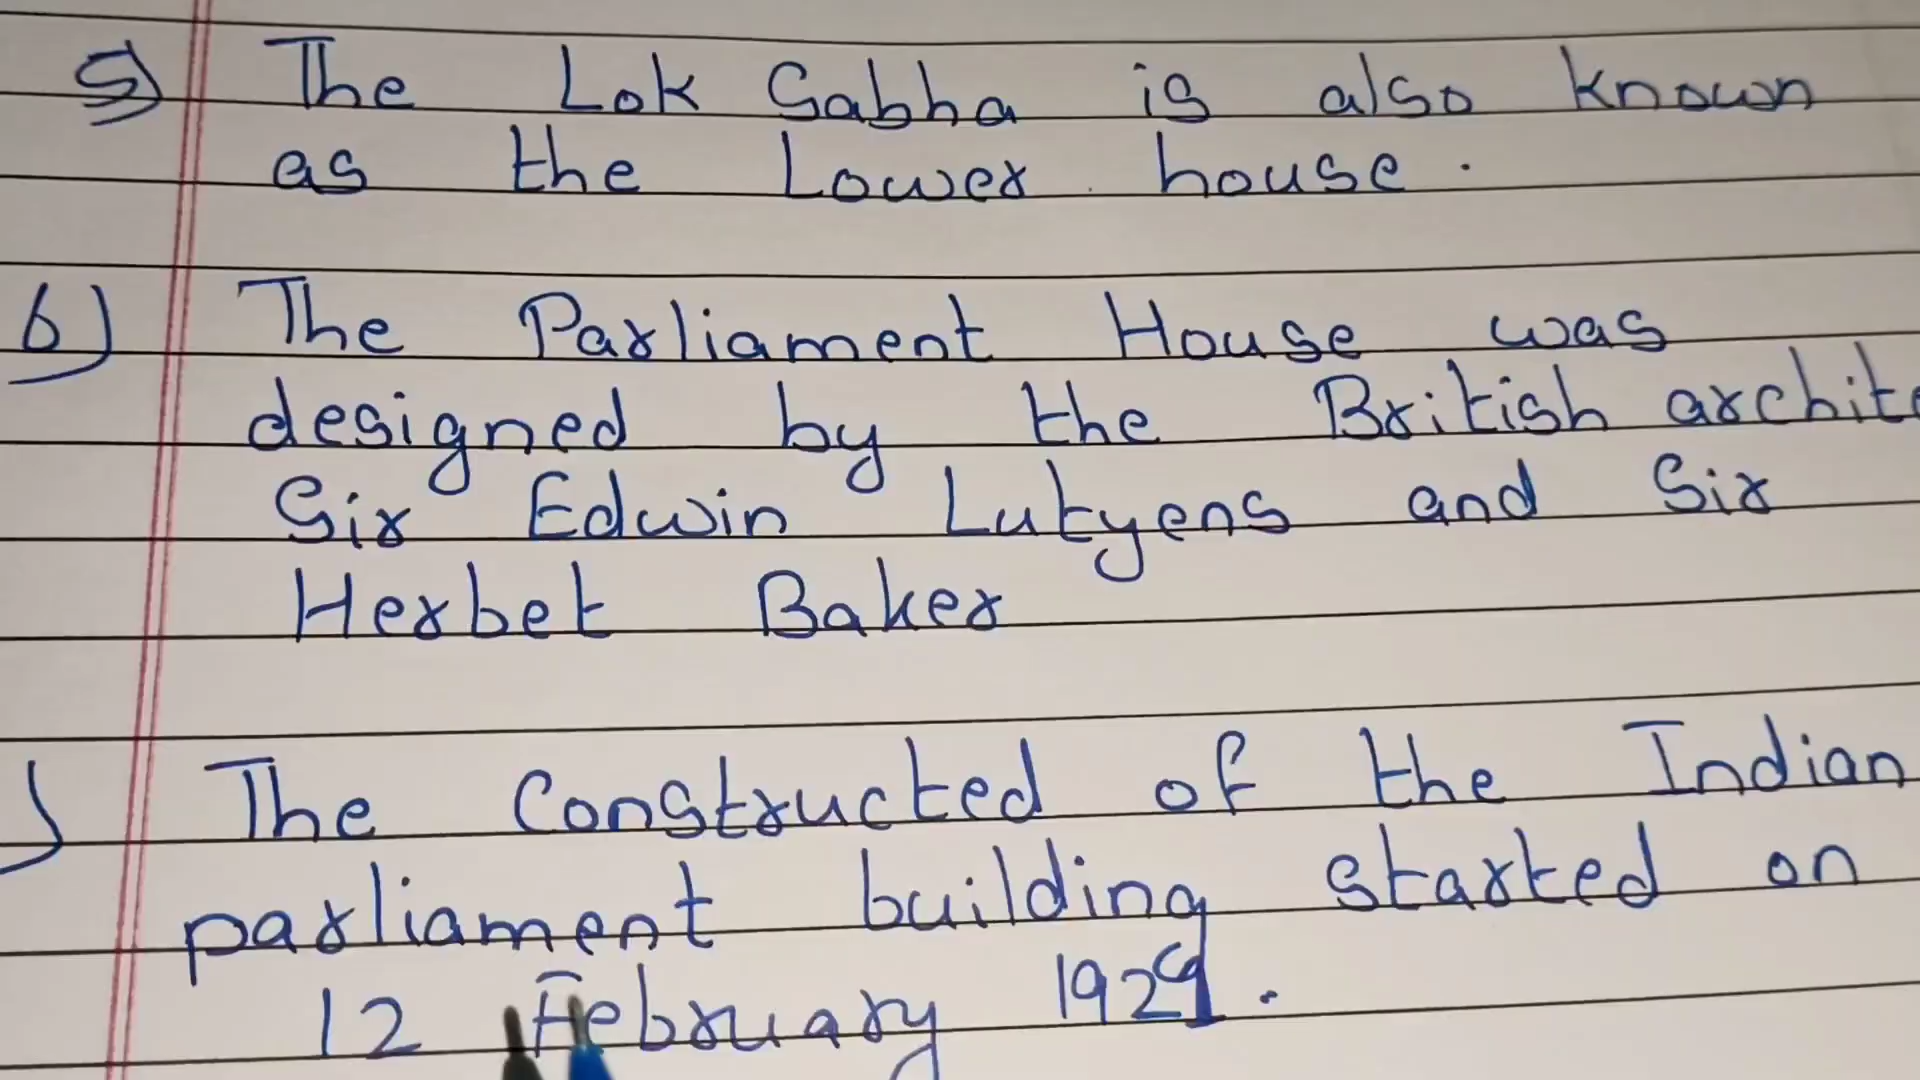 5) The Lok Sabha is also known
as the Lower house.
6) The Parliament House was
designed by the British archite
Sir Edwin Lutyens and Sir
Herbet Baker
) The Constructed of the Indian
parliament building started on
12 February